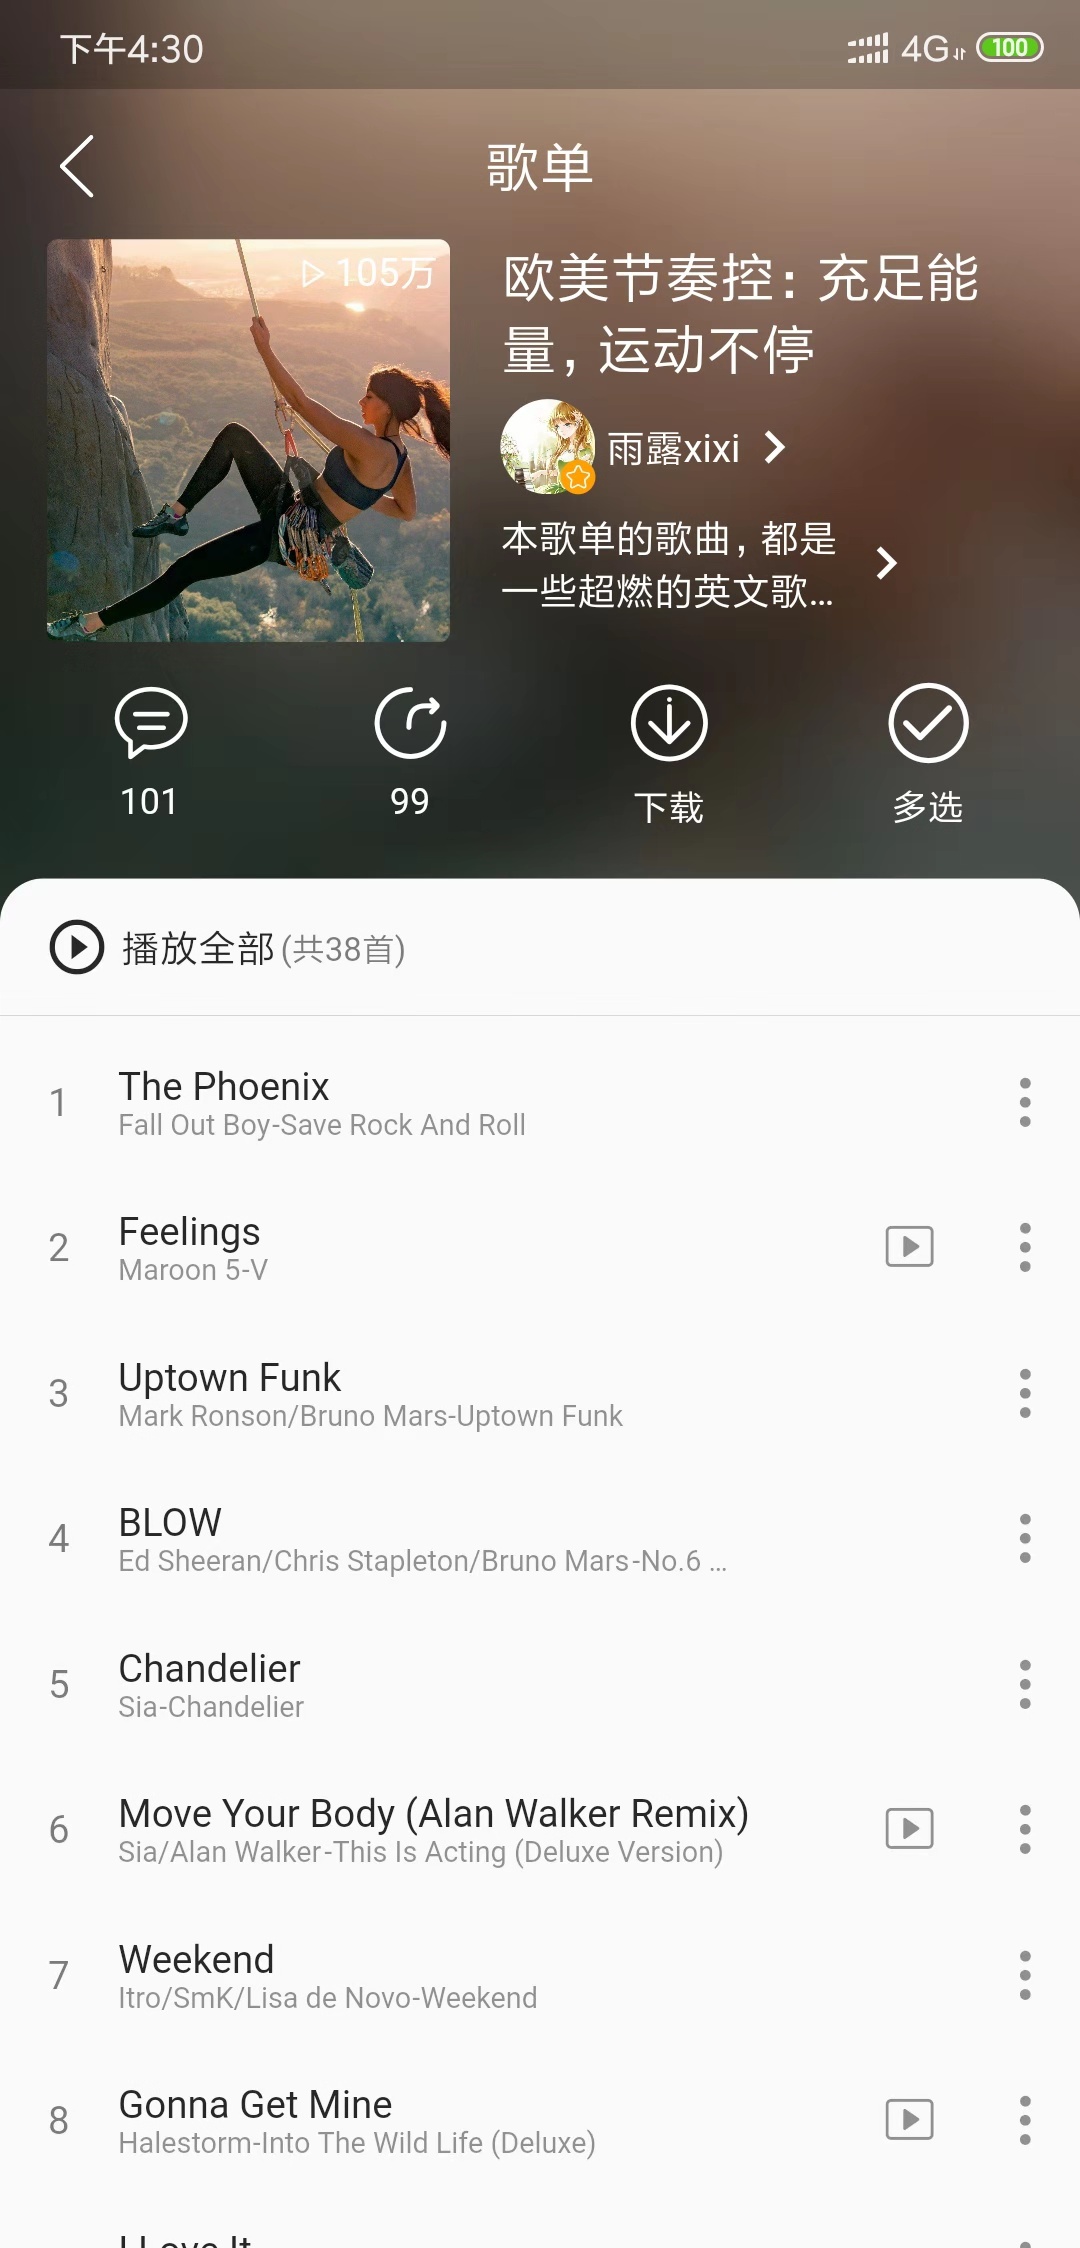 下午4:30
4G
100
歌单
105万
欧美节奏控：充足能
量，运动不停
雨露xixi
本歌单的歌曲，都是
一些超燃的英文歌...
101
99
下载
多选
播放全部(共38首)
1
The Phoenix
Fall Out Boy-Save Rock And Roll
2
Feelings
Maroon 5-V
3
Uptown Funk
Mark Ronson/Bruno Mars-Uptown Funk
4
BLOW
Ed Sheeran/Chris Stapleton/Bruno Mars-No.6 ...
5
Chandelier
Sia-Chandelier
6
Move Your Body (Alan Walker Remix)
Sia/Alan Walker-This Is Acting (Deluxe Version)
7
Weekend
Itro/SmK/Lisa de Novo-Weekend
8
Gonna Get Mine
Halestorm-Into The Wild Life (Deluxe)
I Love It